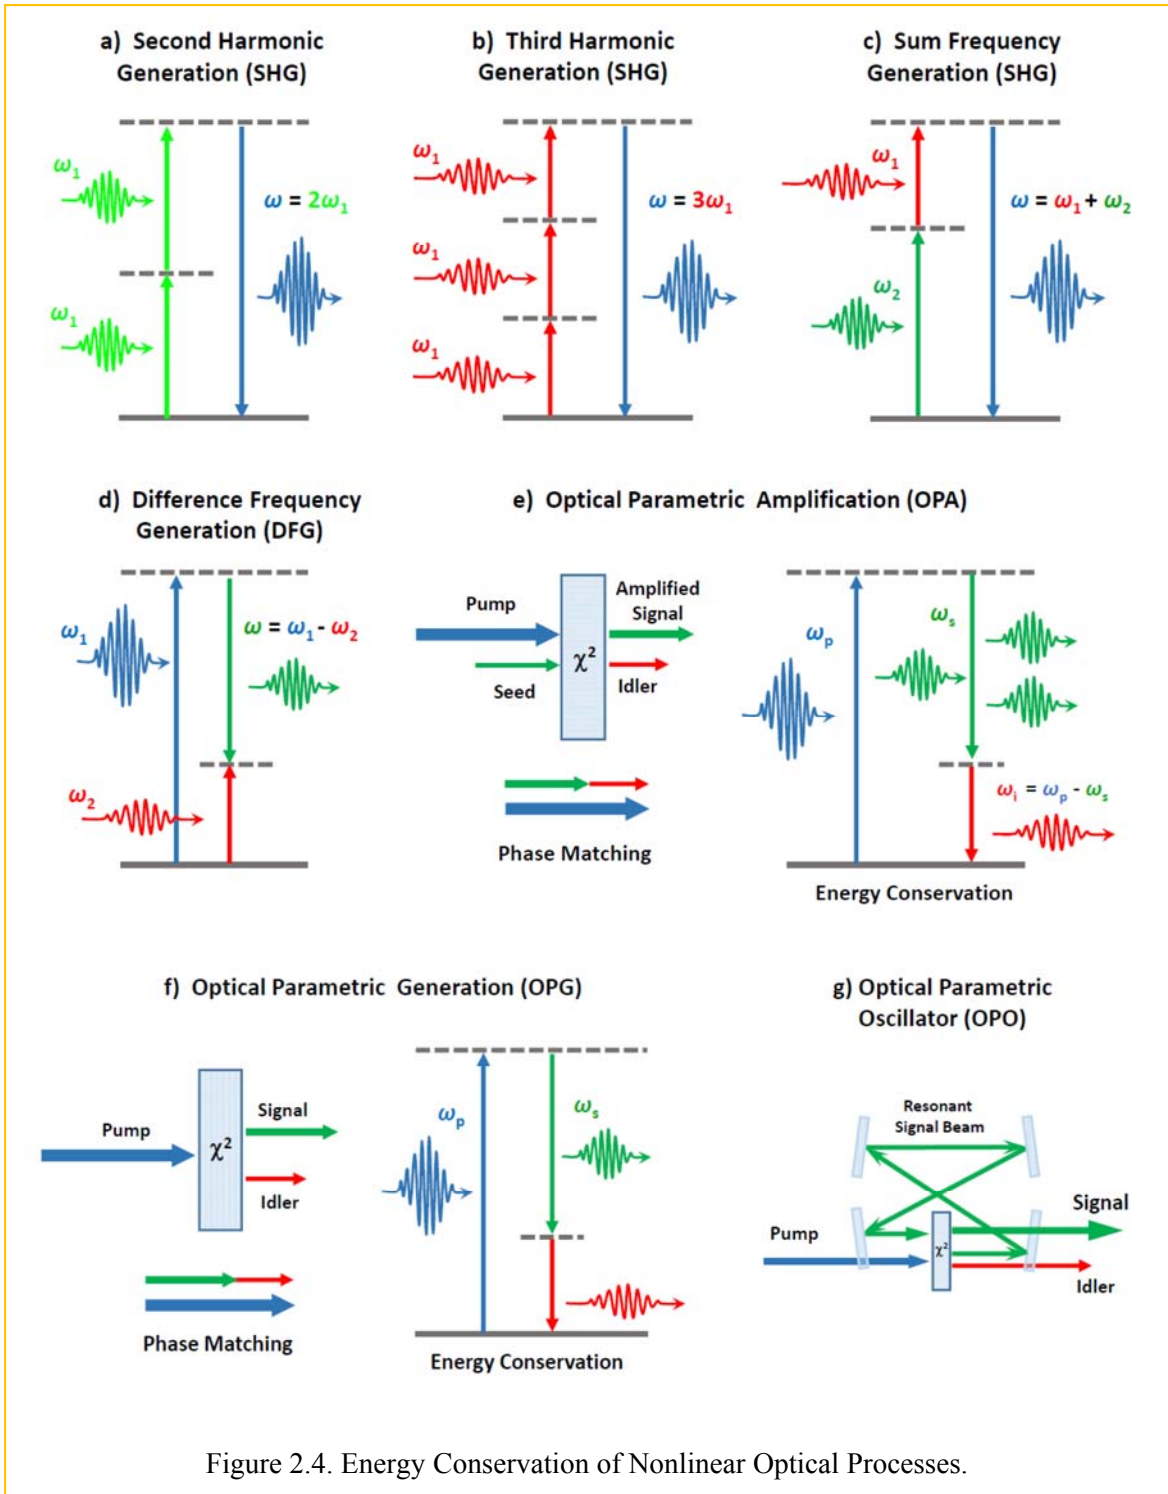 a) Second Harmonic
Generation (SHG)
ω1
ω = 2ω1
ω1
b) Third Harmonic
Generation (SHG)
ω1
ω = 3ω1
ω1
ω1
c) Sum Frequency
Generation (SHG)
ω1
ω = ω1 + ω2
ω2
d) Difference Frequency
Generation (DFG)
ω1
ω = ω1 - ω2
ω2
e) Optical Parametric Amplification (OPA)
Pump
Amplified
Signal
χ2
Seed
Idler
Phase Matching
ωp
ωs
ωi = ωp - ωs
Energy Conservation
f) Optical Parametric Generation (OPG)
Pump
χ2
Signal
Idler
Phase Matching
ωp
ωs
Energy Conservation
g) Optical Parametric
Oscillator (OPO)
Resonant
Signal Beam
Pump
χ2
Signal
Idler
Figure 2.4. Energy Conservation of Nonlinear Optical Processes.